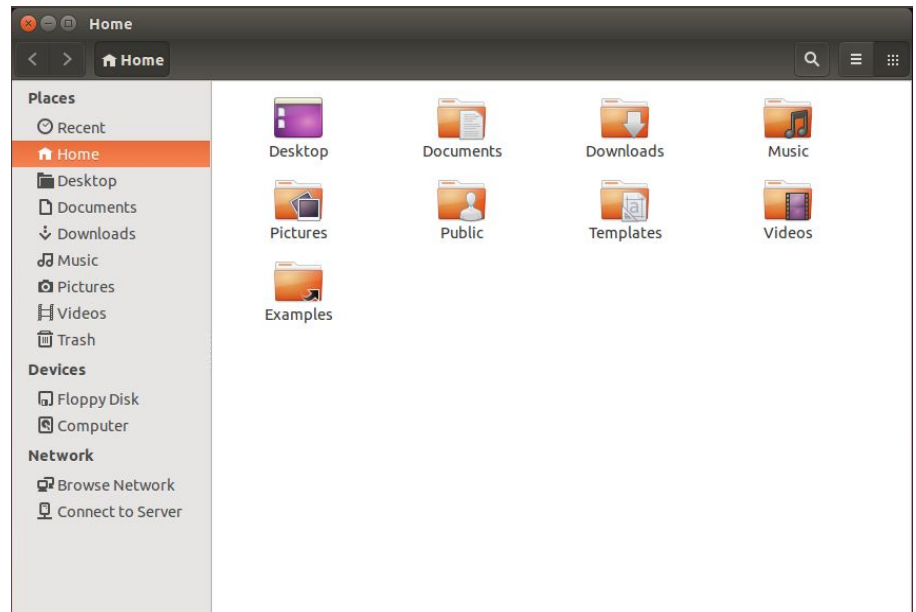 Home
Home
Places
Recent
Home
Desktop
Documents
Downloads
Music
Pictures
Videos
Trash
Devices
Floppy Disk
Computer
Network
Browse Network
Connect to Server
Desktop Documents Downloads Music
Pictures Public Templates Videos
Examples